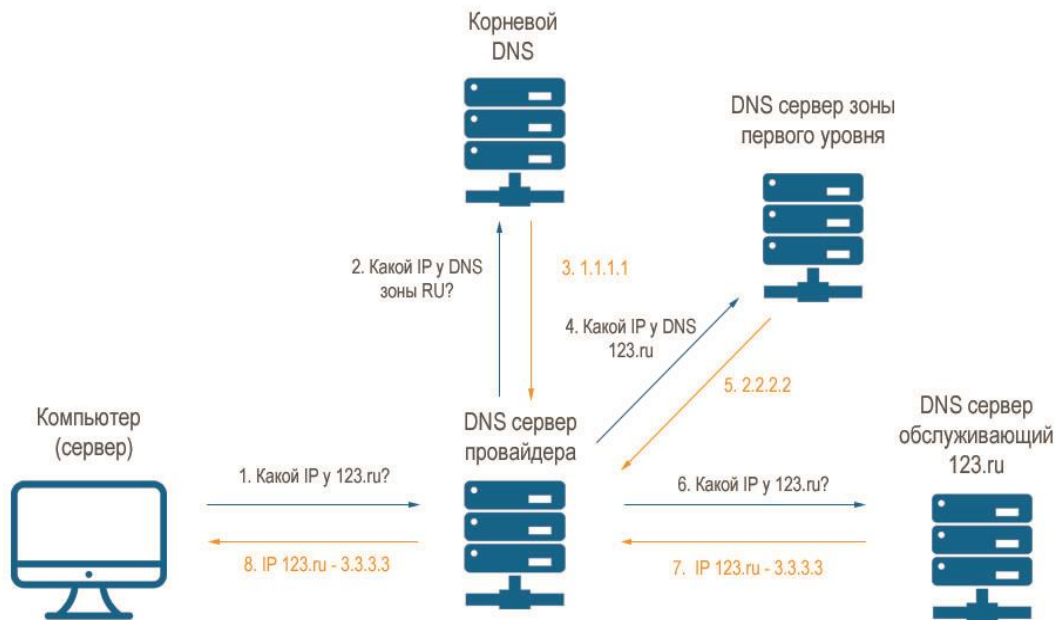 Корневой
DNS
DNS сервер зоны
первого уровня
2. Какой IP у DNS
зоны RU?
3. 1.1.1.1
4. Какой IP у DNS
123.ru
5. 2.2.2.2
Компьютер
(сервер)
DNS сервер
провайдера
DNS сервер
обслуживающий
123.ru
1. Какой IP у 123.ru?
6. Какой IP у 123.ru?
8. IP 123.ru - 3.3.3.3
7. IP 123.ru - 3.3.3.3